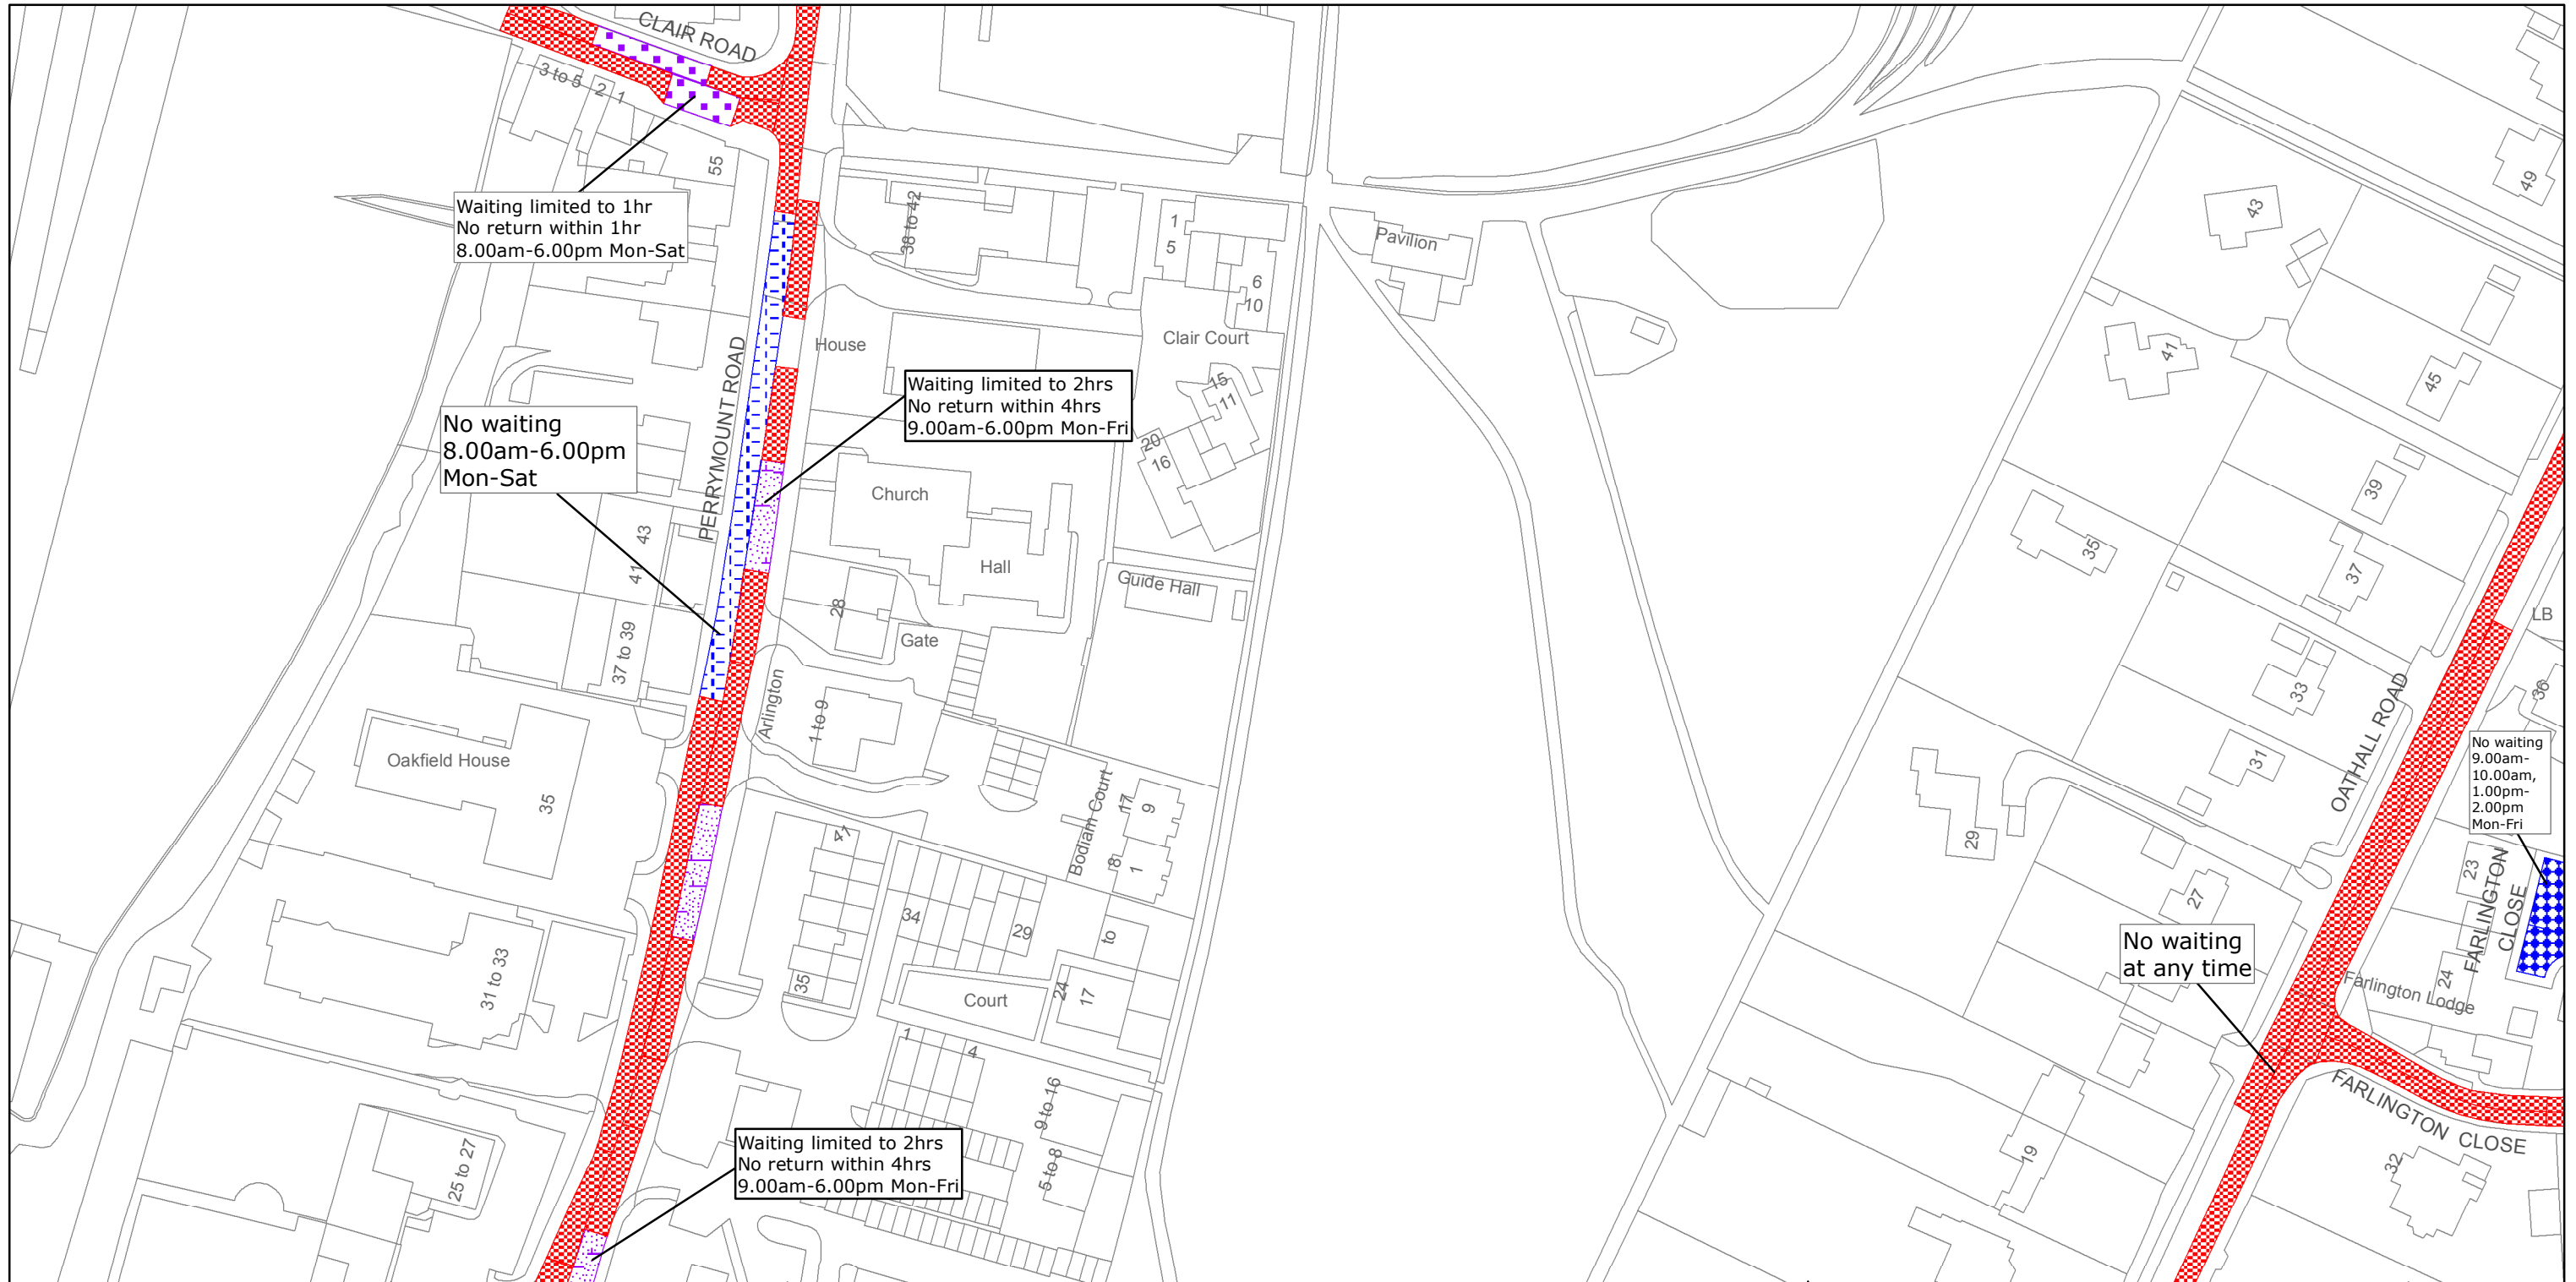 CLAIR ROAD
3 to 5
2
1
55
49
43
Waiting limited to 1hr
No return within 1hr
8.00am-6.00pm Mon-Sat
38 to 42
1
5
6
10
Pavilion
House
Clair Court
41
45
PERRYMOUNT ROAD
Waiting limited to 2hrs
No return within 4hrs
9.00am-6.00pm Mon-Fri
15
11
20
16
No waiting
8.00am-6.00pm
Mon-Sat
Church
39
43
41
35
37
Hall
Guide Hall
28
Gate
LB
37 to 39
33
36
OATHALL ROAD
Arlington
1 to 9
Oakfield House
35
31
No waiting
9.00am-
10.00am,
1.00pm-
2.00pm
Mon-Fri
Bodiam Court
17
9
18
1
41
29
23
FARLINGTON
CLOSE
27
34
29
to
No waiting
at any time
31 to 33
35
Court
24
17
24
Farlington Lodge
1
4
9 to 16
5 to 8
FARLINGTON CLOSE
25 to 27
Waiting limited to 2hrs
No return within 4hrs
9.00am-6.00pm Mon-Fri
19
32